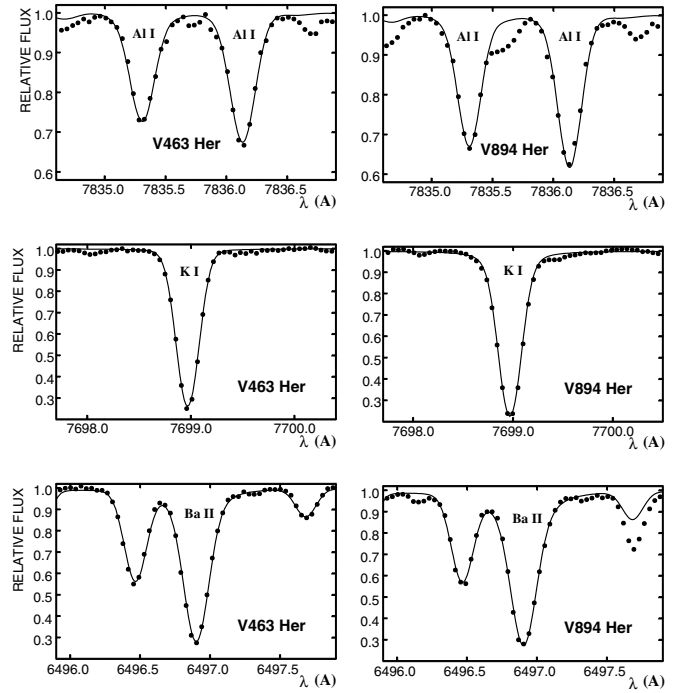 RELATIVE FLUX
1.0
0.9
0.8
0.7
0.6
Al I Al I
V463 Her
7835.0 7835.5 7836.0 7836.5
λ (A)
1.0
0.9
0.8
0.7
0.6
Al I Al I
V894 Her
7835.0 7835.5 7836.0 7836.5
λ (A)
RELATIVE FLUX
1.0
0.9
0.8
0.7
0.6
0.5
0.4
0.3
K I
V463 Her
7698.0 7699.0 7700.0
λ (A)
1.0
0.9
0.8
0.7
0.6
0.5
0.4
0.3
K I
V894 Her
7698.0 7699.0 7700.0
λ (A)
RELATIVE FLUX
1.0
0.9
0.8
0.7
0.6
0.5
0.4
0.3
Ba II
V463 Her
6496.0 6496.5 6497.0 6497.5
λ (A)
1.0
0.9
0.8
0.7
0.6
0.5
0.4
0.3
Ba II
V894 Her
6496.0 6496.5 6497.0 6497.5
λ (A)